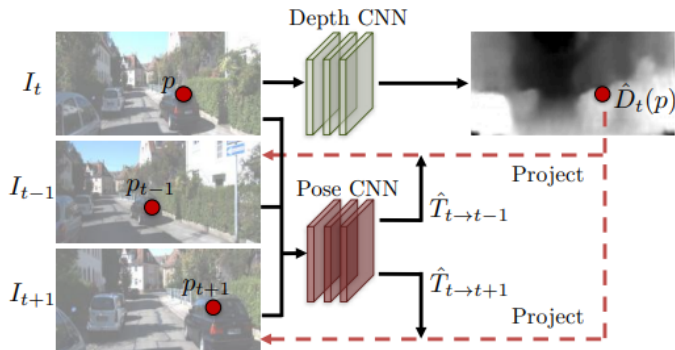 Depth CNN
I_t
p
D̂_t(p)
Project
I_{t−1}
p_{t−1}
Pose CNN
T̂_{t→t−1}
T̂_{t→t+1}
I_{t+1}
p_{t+1}
Project